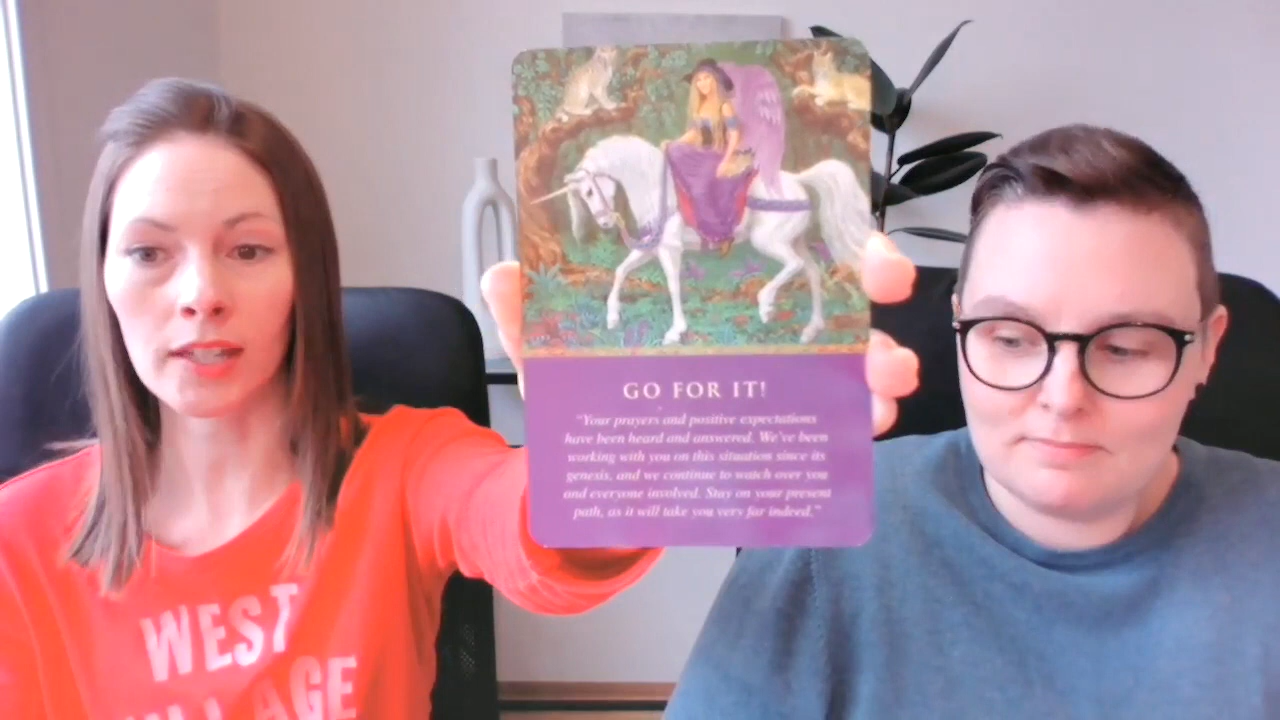 GO FOR IT!
"Your prayers and positive expectations
have been heard and answered. We've been
working with you on this situation since its
genesis, and we continue to watch over you
and everyone involved. Stay on your present
path, as it will take you very far indeed."
WEST
VILLAGE